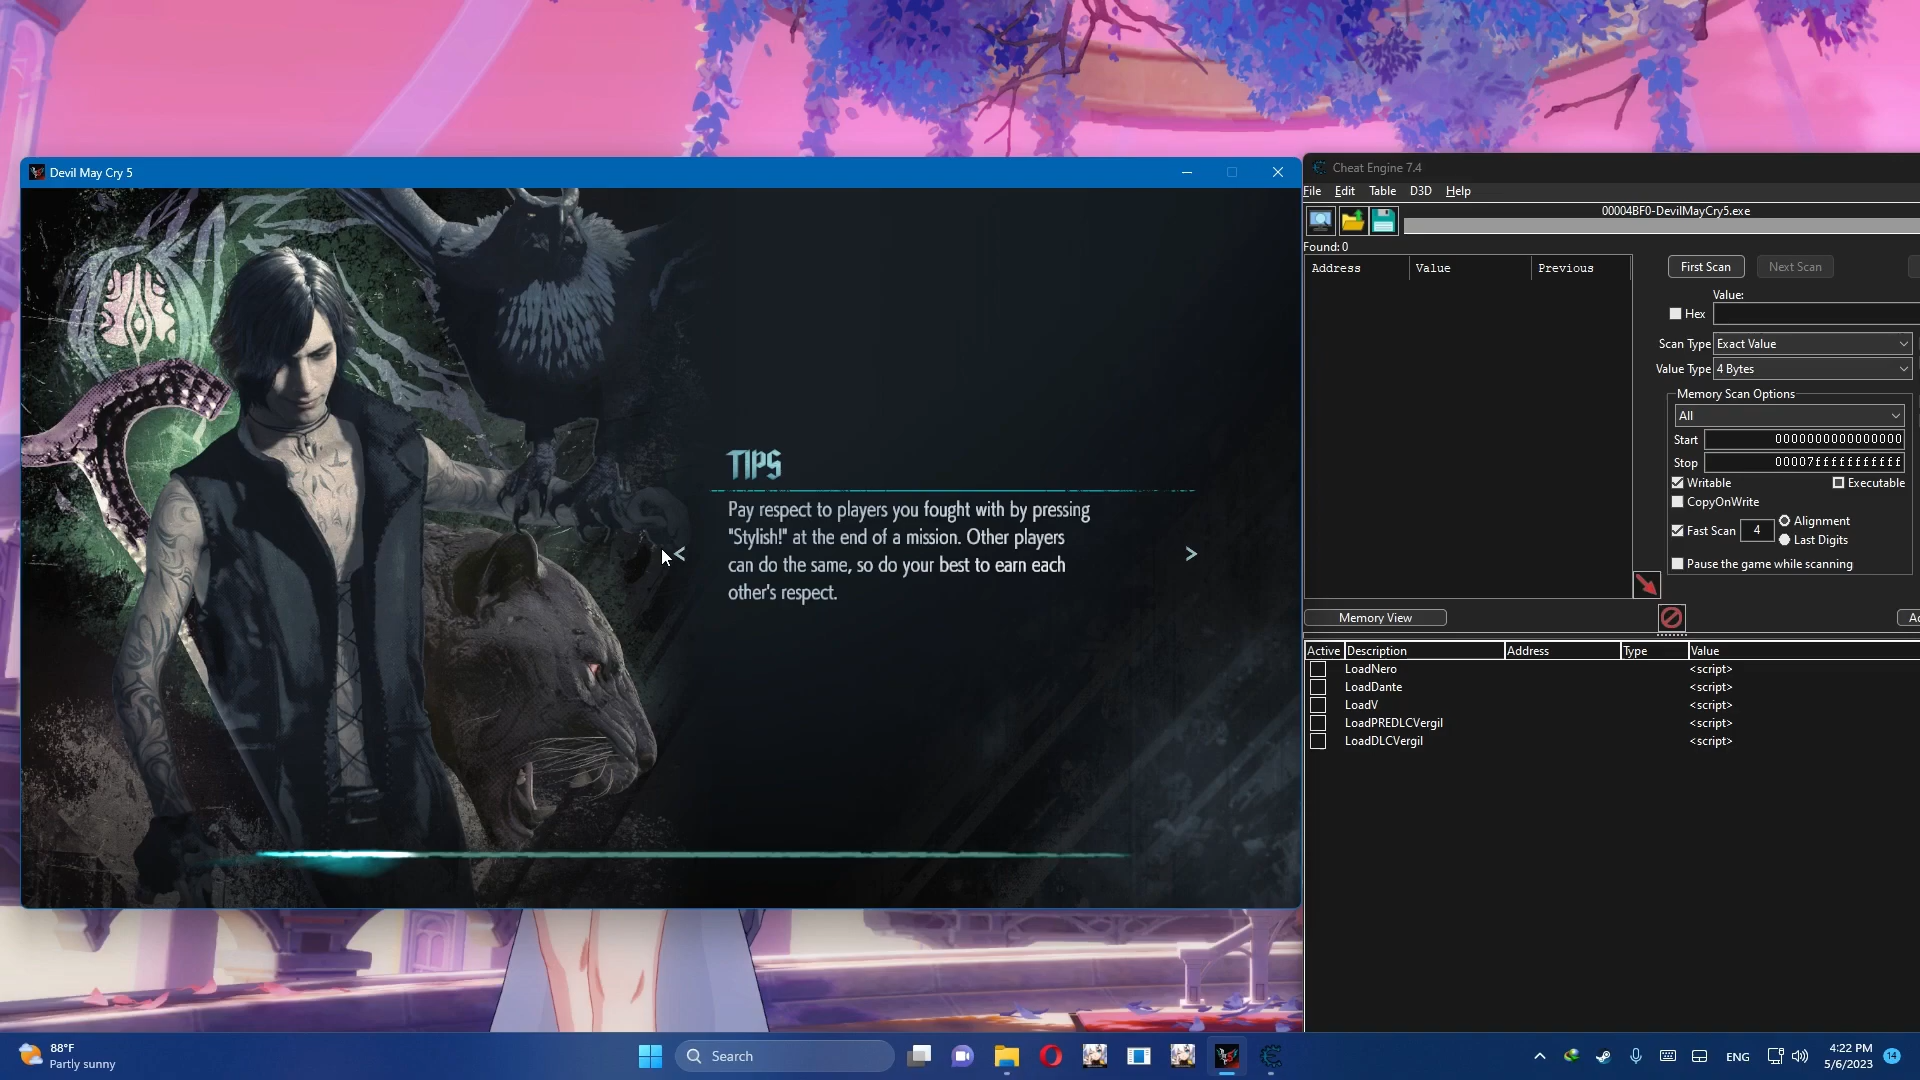 Devil May Cry 5
TIPS
Pay respect to players you fought with by pressing
"Stylish!" at the end of a mission. Other players
can do the same, so do your best to earn each
other's respect.
<
>
Cheat Engine 7.4
File Edit Table D3D Help
00004BF0-DevilMayCry5.exe
Found: 0
Address Value Previous
First Scan Next Scan
Value:
Hex
Scan Type Exact Value
Value Type 4 Bytes
Memory Scan Options
All
Start 0000000000000000
Stop 00007fffffffffff
Writable Executable
CopyOnWrite
Fast Scan 4 Alignment
Last Digits
Pause the game while scanning
Memory View
Active Description Address Type Value
LoadNero <script>
LoadDante <script>
LoadV <script>
LoadPREDLCVergil <script>
LoadDLCVergil <script>
88°F
Partly sunny
Search
ENG
4:22 PM
5/6/2023
14